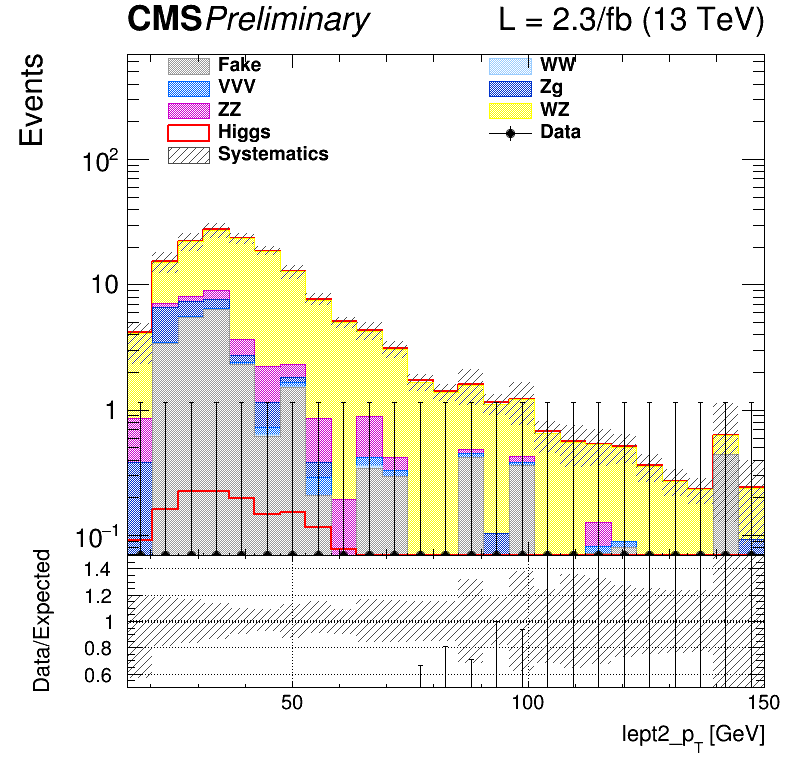 CMS Preliminary L = 2.3/fb (13 TeV)
Events
Fake WW
VVV Zg
ZZ WZ
Higgs Data
Systematics
10²
10
1
10⁻¹
Data/Expected
1.4
1.2
1
0.8
0.6
50 100 150
lept2_p_T [GeV]